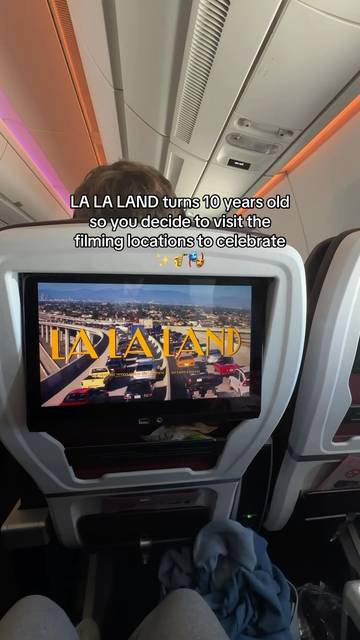 LA LA LAND turns 10 years old
so you decide to visit the
filming locations to celebrate
LA LA LAND